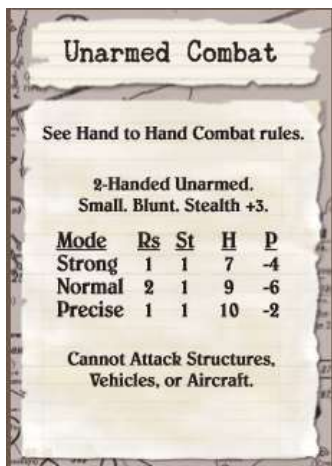 Unarmed Combat
See Hand to Hand Combat rules.
2-Handed Unarmed.
Small. Blunt. Stealth +3.
Mode Rs St H P
Strong 1 1 7 -4
Normal 2 1 9 -6
Precise 1 1 10 -2
Cannot Attack Structures,
Vehicles, or Aircraft.